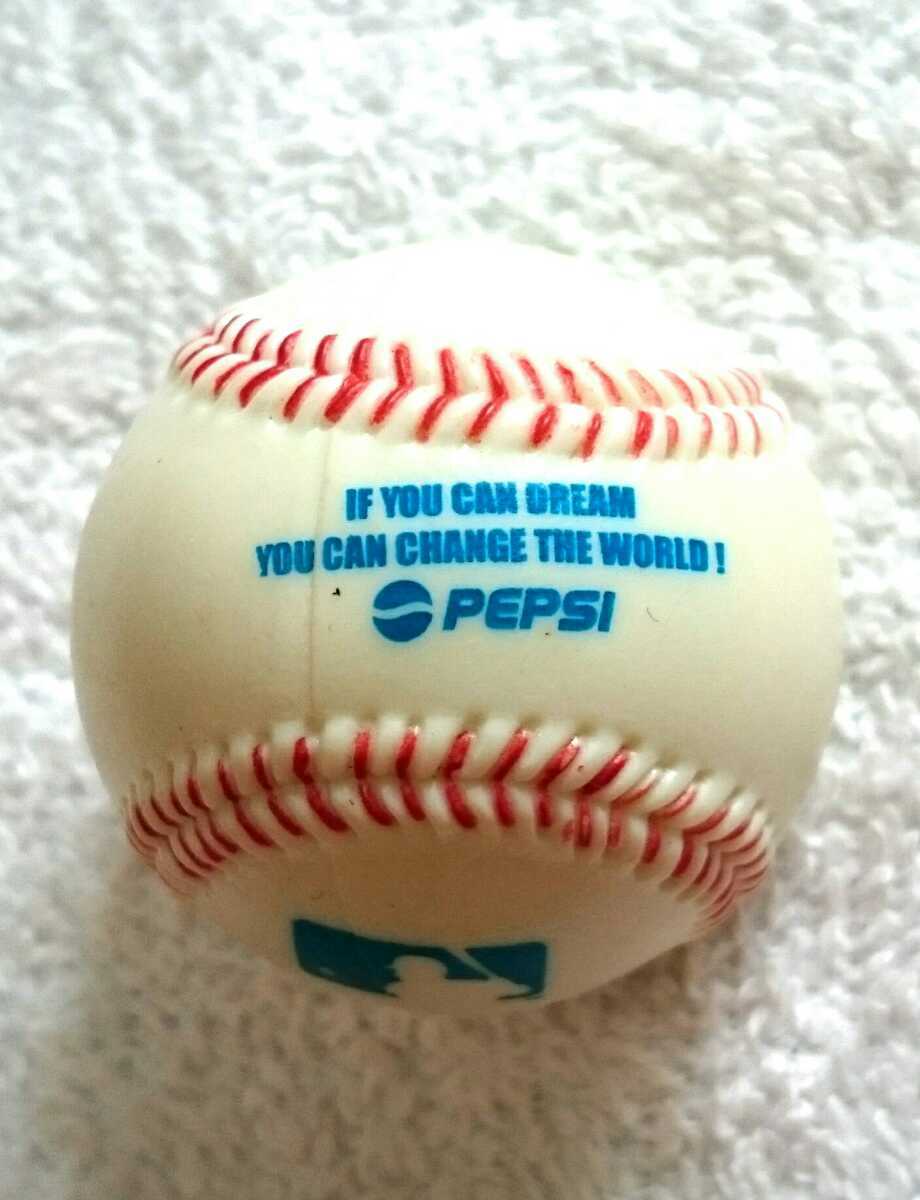 IF YOU CAN DREAM
YOU CAN CHANGE THE WORLD!
PEPSI